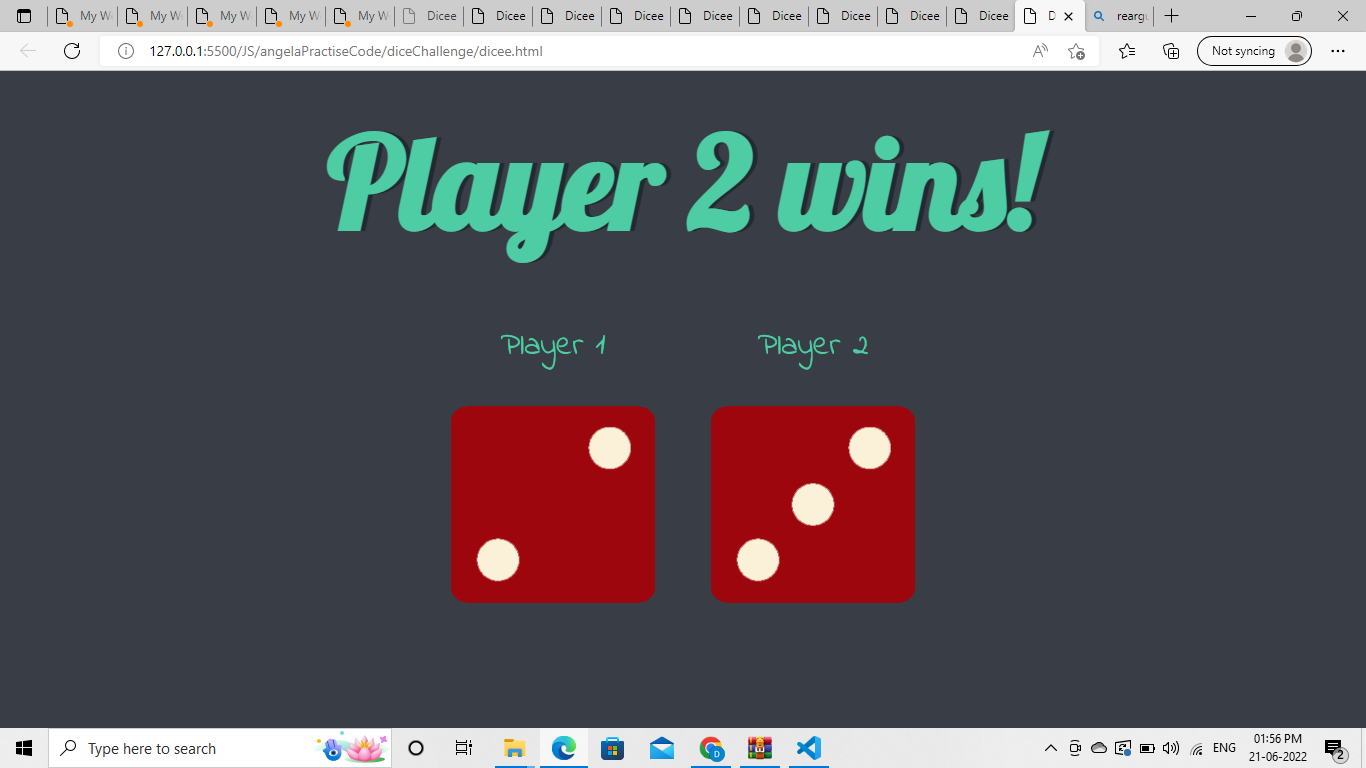 My W My W My W My W My W Dicee Dicee Dicee Dicee Dicee Dicee Dicee Dicee Dicee D rearg
127.0.0.1:5500/JS/angelaPractiseCode/diceChallenge/dicee.html Not syncing
Player 2 wins!
Player 1 Player 2
Type here to search ENG 01:56 PM
21-06-2022 2